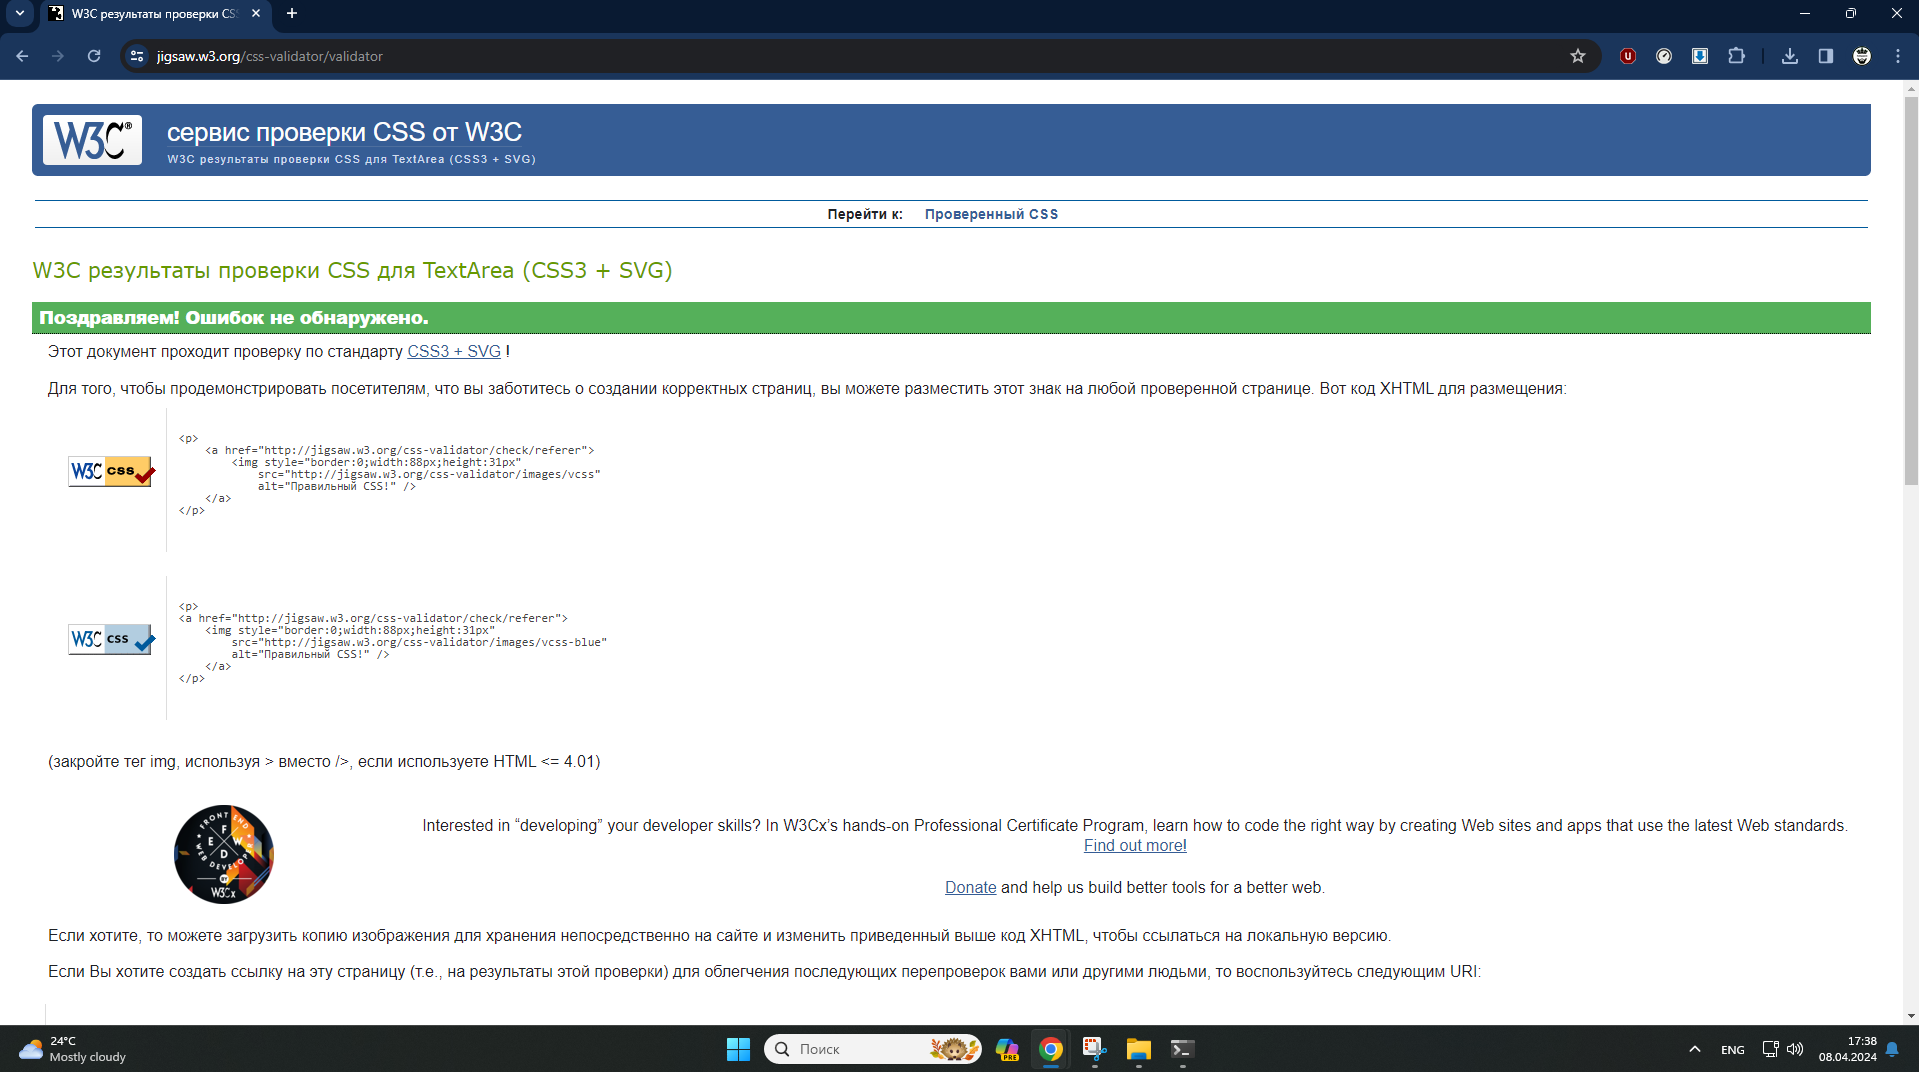 W3C результаты проверки CS
jigsaw.w3.org/css-validator/validator
W3C®
сервис проверки CSS от W3C
W3C результаты проверки CSS для TextArea (CSS3 + SVG)
Перейти к: Проверенный CSS
W3C результаты проверки CSS для TextArea (CSS3 + SVG)
Поздравляем! Ошибок не обнаружено.
Этот документ проходит проверку по стандарту CSS3 + SVG !
Для того, чтобы продемонстрировать посетителям, что вы заботитесь о создании корректных страниц, вы можете разместить этот знак на любой проверенной странице. Вот код XHTML для размещения:
W3C css
<p>
<a href="http://jigsaw.w3.org/css-validator/check/referer">
<img style="border:0;width:88px;height:31px"
src="http://jigsaw.w3.org/css-validator/images/vcss"
alt="Правильный CSS!" />
</a>
</p>
W3C css
<p>
<a href="http://jigsaw.w3.org/css-validator/check/referer">
<img style="border:0;width:88px;height:31px"
src="http://jigsaw.w3.org/css-validator/images/vcss-blue"
alt="Правильный CSS!" />
</a>
</p>
(закройте тег img, используя > вместо />, если используете HTML <= 4.01)
FRONT END
F
E W
D
WEB DEVELOP
W3Cx
Interested in “developing” your developer skills? In W3Cx’s hands-on Professional Certificate Program, learn how to code the right way by creating Web sites and apps that use the latest Web standards.
Find out more!
Donate and help us build better tools for a better web.
Если хотите, то можете загрузить копию изображения для хранения непосредственно на сайте и изменить приведенный выше код XHTML, чтобы ссылаться на локальную версию.
Если Вы хотите создать ссылку на эту страницу (т.е., на результаты этой проверки) для облегчения последующих перепроверок вами или другими людьми, то воспользуйтесь следующим URI:
24°C
Mostly cloudy
Поиск
PRE
ENG
17:38
08.04.2024